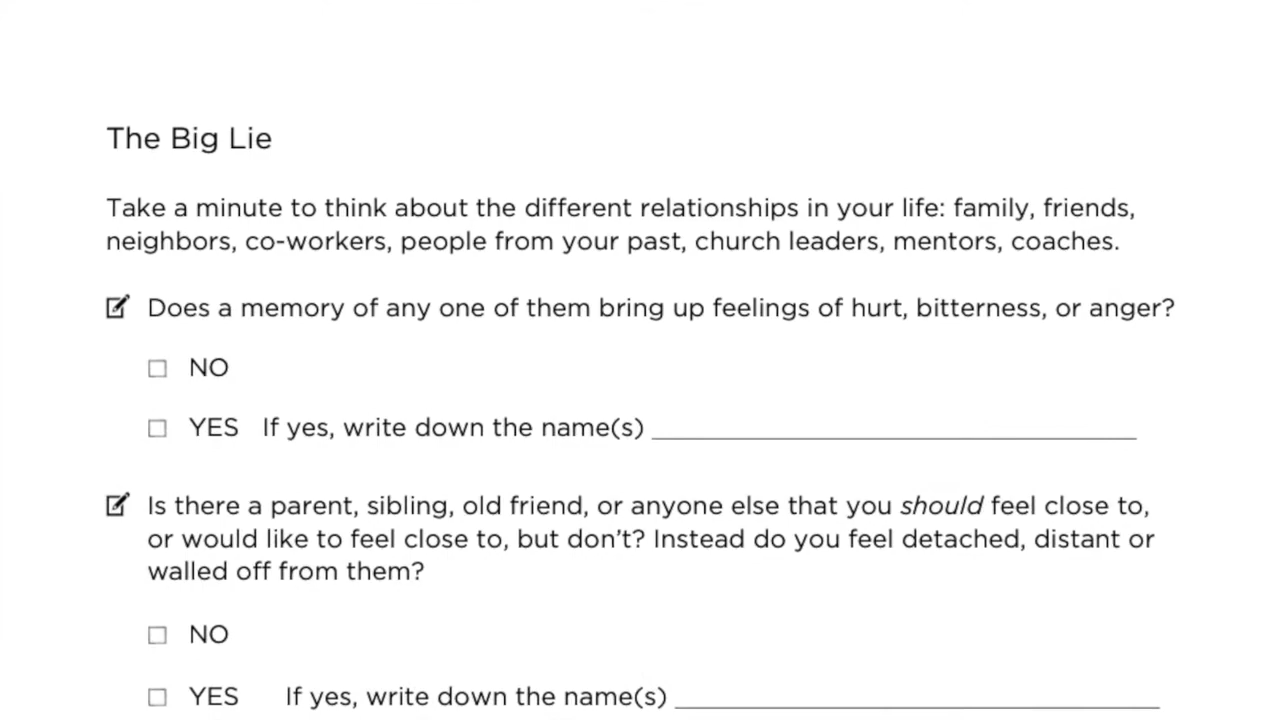 The Big Lie
Take a minute to think about the different relationships in your life: family, friends,
neighbors, co-workers, people from your past, church leaders, mentors, coaches.
Does a memory of any one of them bring up feelings of hurt, bitterness, or anger?
NO
YES If yes, write down the name(s)
Is there a parent, sibling, old friend, or anyone else that you should feel close to,
or would like to feel close to, but don't? Instead do you feel detached, distant or
walled off from them?
NO
YES If yes, write down the name(s)